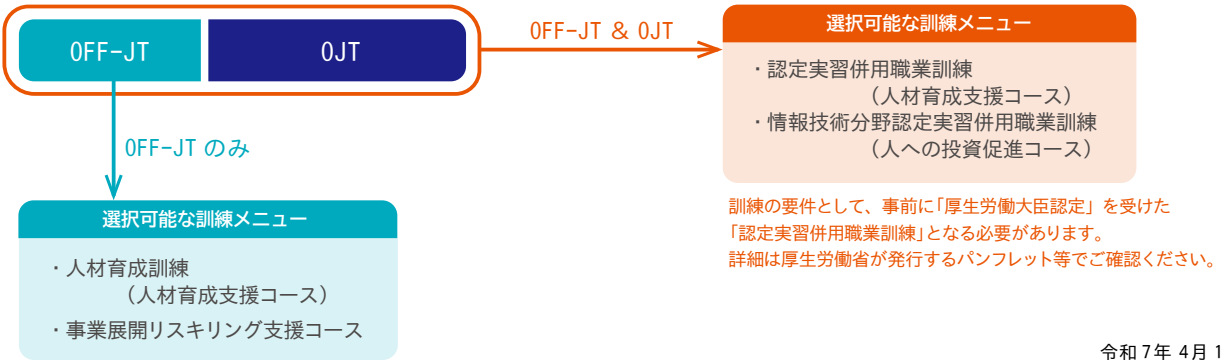 OFF-JT
OJT
OFF-JT & OJT
選択可能な訓練メニュー
・認定実習併用職業訓練
（人材育成支援コース）
・情報技術分野認定実習併用職業訓練
（人への投資促進コース）
OFF-JT のみ
選択可能な訓練メニュー
・人材育成訓練
（人材育成支援コース）
・事業展開リスキリング支援コース
訓練の要件として、事前に「厚生労働大臣認定」を受けた
「認定実習併用職業訓練」となる必要があります。
詳細は厚生労働省が発行するパンフレット等でご確認ください。
令和 7年 4月 1